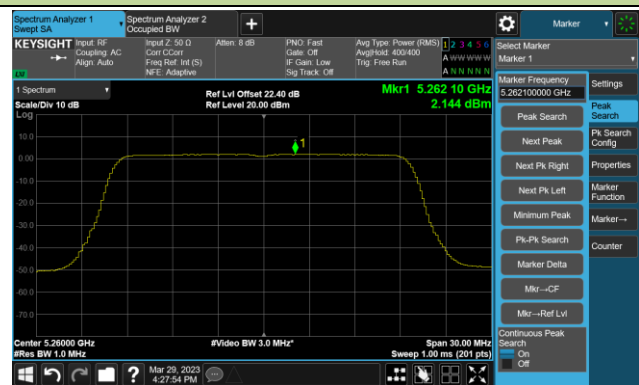 Spectrum Analyzer 1
Swept SA
Spectrum Analyzer 2
Occupied BW
+
Marker
KEYSIGHT
Input: RF
Coupling: AC
Align: Auto
Input Z: 50 Ω
Corr CCorr
Freq Ref: Int (S)
NFE: Adaptive
Atten: 8 dB
PNO: Fast
Gate: Off
IF Gain: Low
Sig Track: Off
Avg Type: Power (RMS)
Avg|Hold: 400/400
Trig: Free Run
1 2 3 4 5 6
A W W W W W
A N N N N N
Select Marker
Marker 1
1 Spectrum
Scale/Div 10 dB
Log
Ref Lvl Offset 22.40 dB
Ref Level 20.00 dBm
Mkr1 5.262 10 GHz
2.144 dBm
10.0
0.00
-10.0
-20.0
-30.0
-40.0
-50.0
-60.0
-70.0
1
Center 5.26000 GHz
#Res BW 1.0 MHz
#Video BW 3.0 MHz*
Span 30.00 MHz
Sweep 1.00 ms (201 pts)
Marker Frequency
5.262100000 GHz
Peak Search
Next Peak
Next Pk Right
Next Pk Left
Minimum Peak
Pk-Pk Search
Marker Delta
Mkr→CF
Mkr→Ref Lvl
Continuous Peak
Search
On
Off
Settings
Peak
Search
Pk Search
Config
Properties
Marker
Function
Marker→
Counter
?
Mar 29, 2023
4:27:54 PM